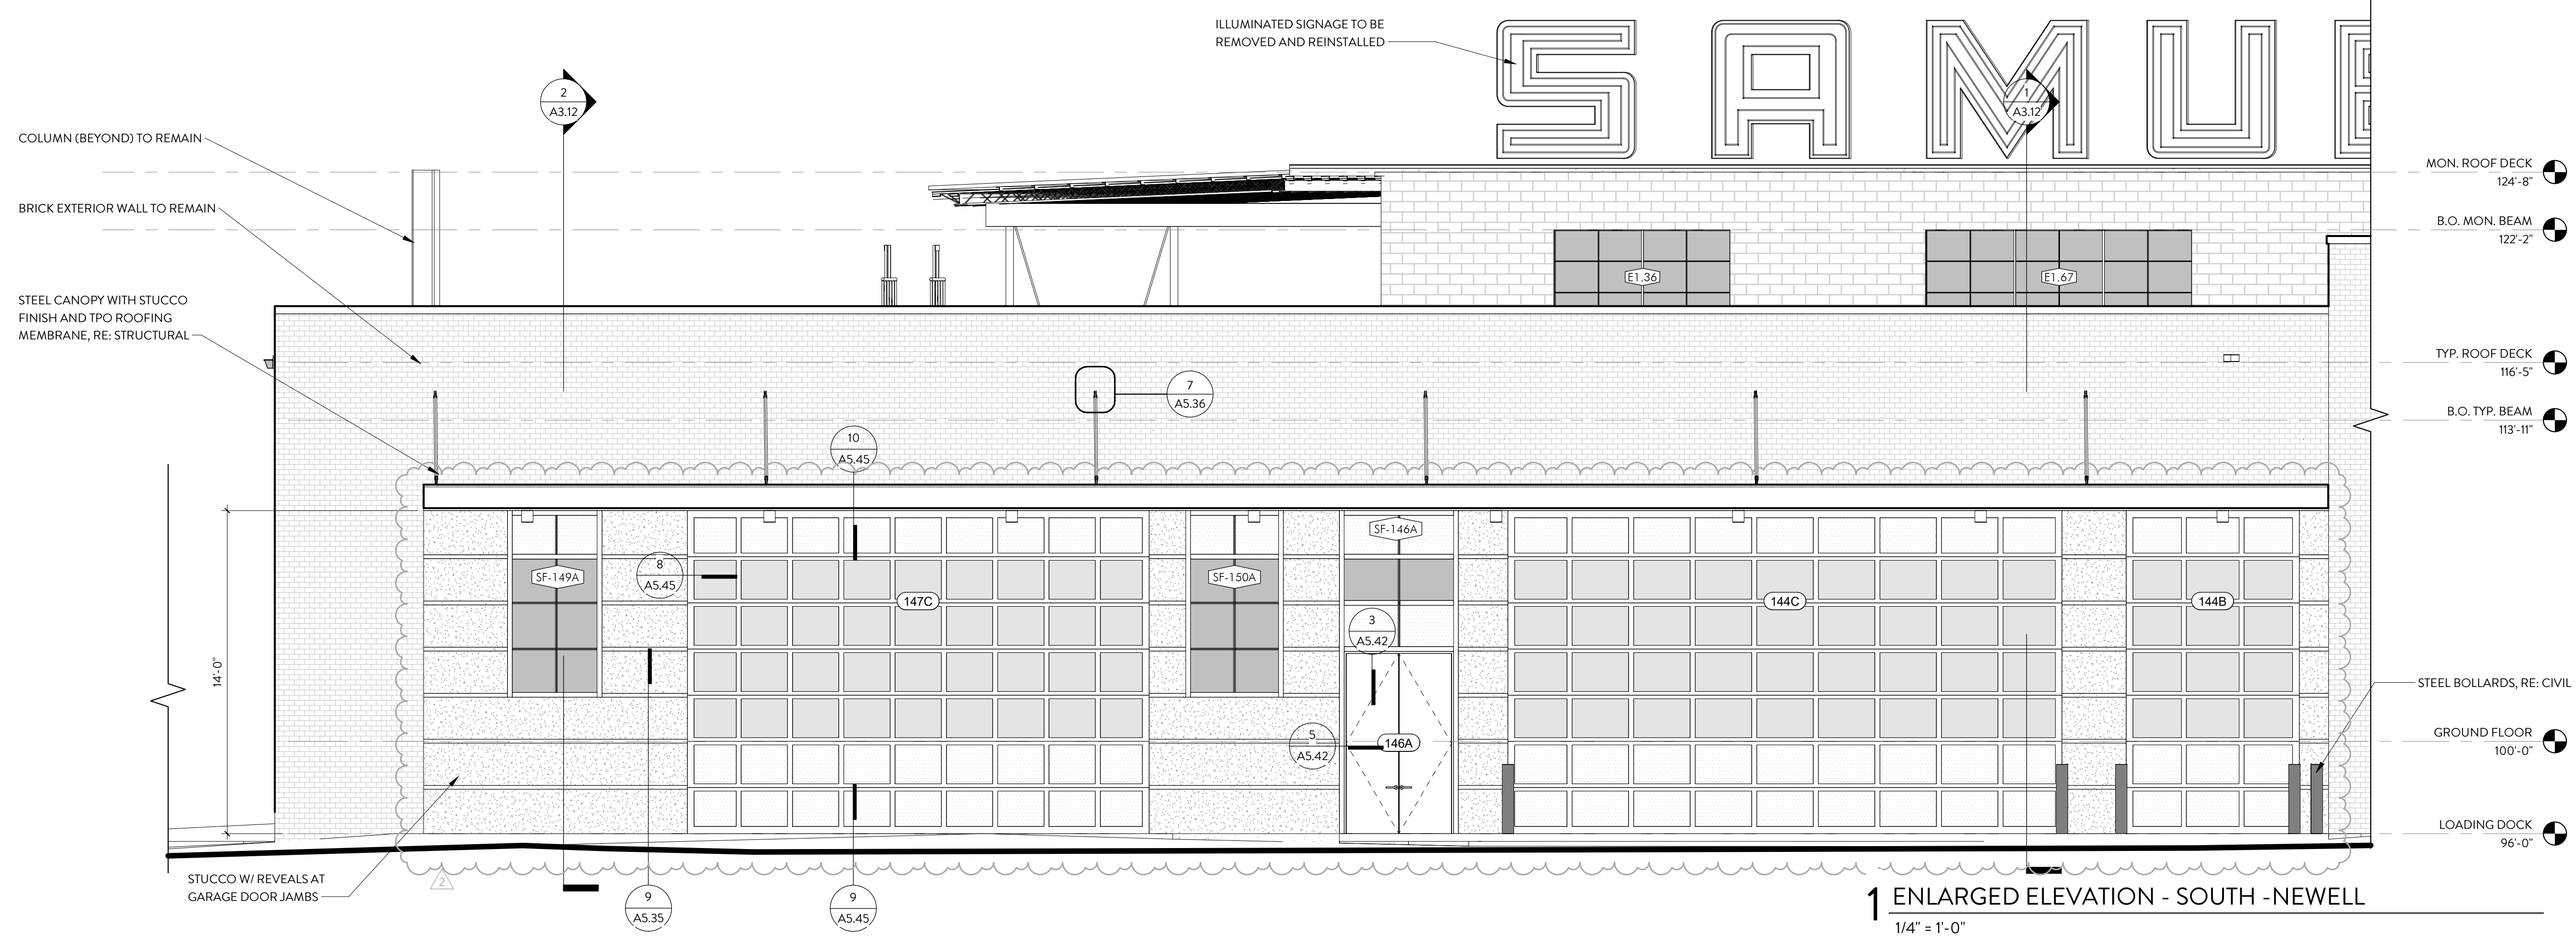 ILLUMINATED SIGNAGE TO BE
REMOVED AND REINSTALLED
SAMUE
2
A3.12
1
A3.12
COLUMN (BEYOND) TO REMAIN
BRICK EXTERIOR WALL TO REMAIN
STEEL CANOPY WITH STUCCO
FINISH AND TPO ROOFING
MEMBRANE, RE: STRUCTURAL
MON. ROOF DECK
124'-8"
B.O. MON. BEAM
122'-2"
E1.36
E1.67
TYP. ROOF DECK
116'-5"
7
A5.36
B.O. TYP. BEAM
113'-11"
10
A5.45
SF-146A
SF-149A
8
A5.45
SF-150A
147C
144C
144B
3
A5.42
14'-0"
STEEL BOLLARDS, RE: CIVIL
5
A5.42
146A
GROUND FLOOR
100'-0"
LOADING DOCK
96'-0"
STUCCO W/ REVEALS AT
GARAGE DOOR JAMBS
2
9
A5.35
9
A5.45
1 ENLARGED ELEVATION - SOUTH -NEWELL
1/4" = 1'-0"